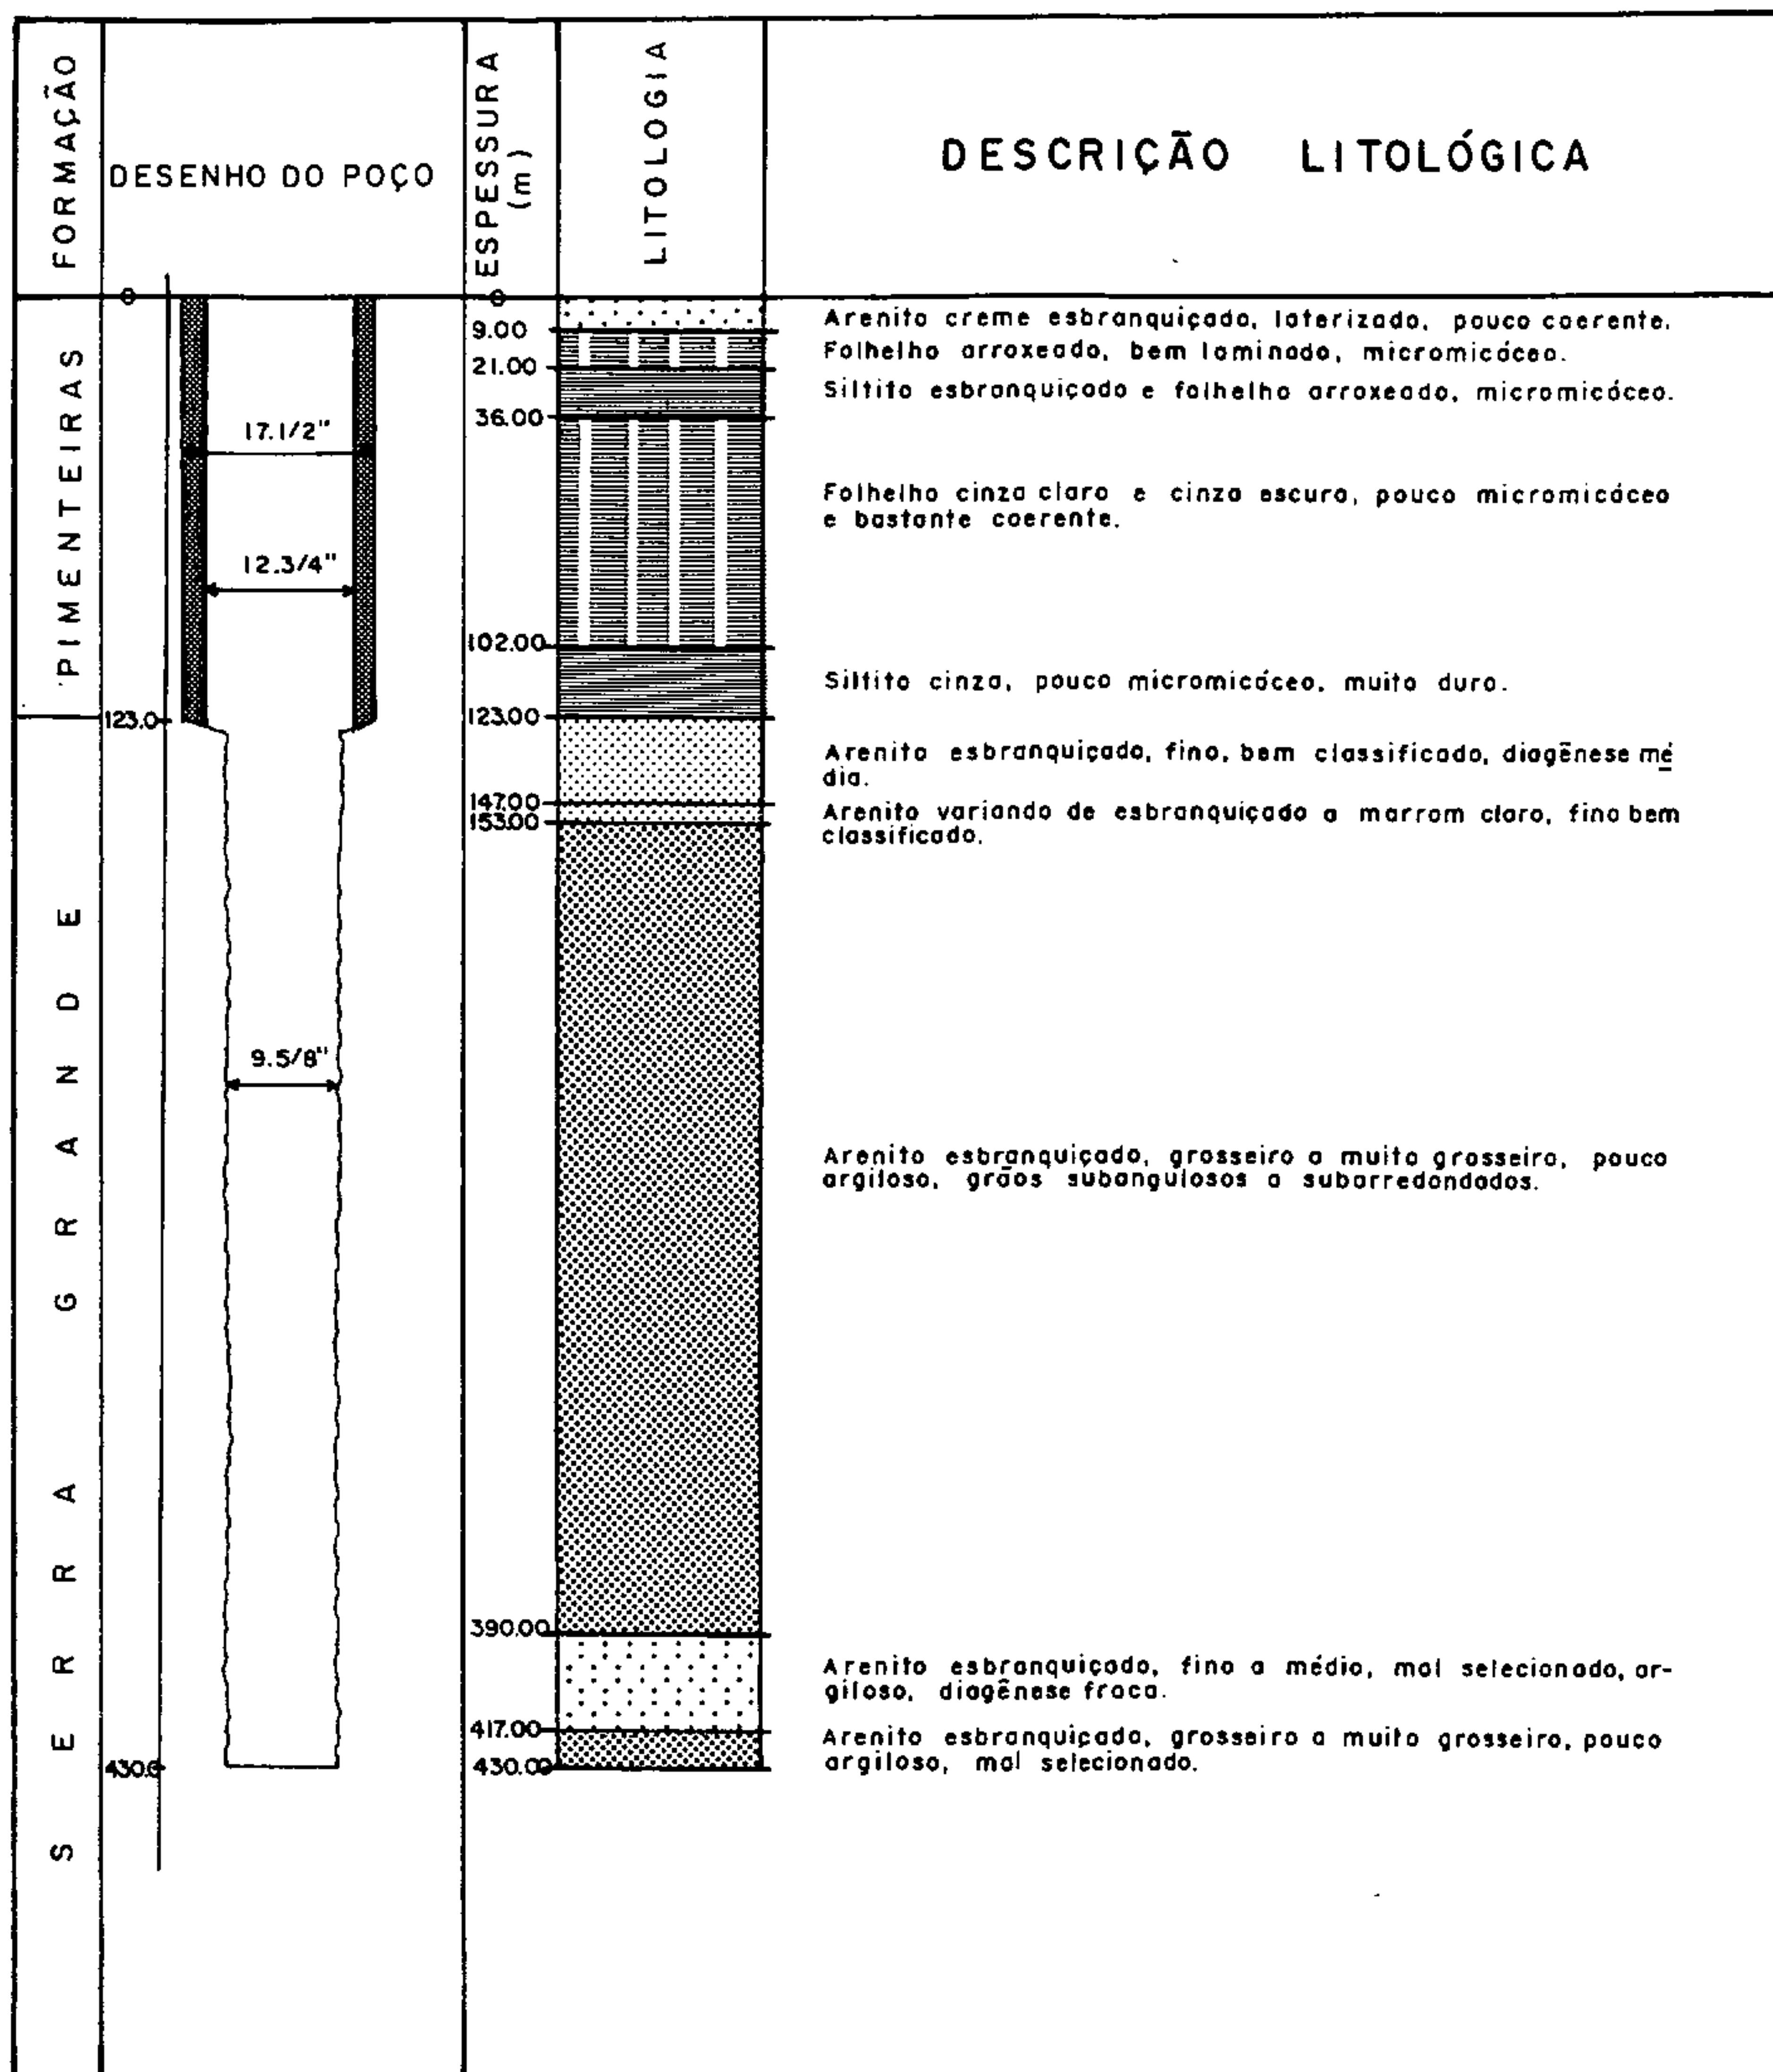 FORMAÇÃO
DESENHO DO POÇO
ESPESSURA
(m)
LITOLOGIA
DESCRIÇÃO LITOLÓGICA
PIMENTEIRAS
SERRA GRANDE
0
17.1/2"
12.3/4"
123.0
9.5/8"
430.0
0
9.00
21.00
36.00
102.00
123.00
147.00
153.00
390.00
417.00
430.00
Arenito creme esbranquiçado, laterizado, pouco coerente.
Folhelho arroxeado, bem laminado, micromicáceo.
Siltito esbranquiçado e folhelho arroxeado, micromicáceo.
Folhelho cinza claro e cinza escuro, pouco micromicáceo
e bastante coerente.
Siltito cinza, pouco micromicáceo, muito duro.
Arenito esbranquiçado, fino, bem classificado, diagênese mé
dia.
Arenito variando de esbranquiçado a marrom claro, fino bem
classificado.
Arenito esbranquiçado, grosseiro a muito grosseiro, pouco
argiloso, grãos subangulosos a subarredondados.
Arenito esbranquiçado, fino a médio, mal selecionado, ar-
giloso, diagênese fraca.
Arenito esbranquiçado, grosseiro a muito grosseiro, pouco
argiloso, mal selecionado.